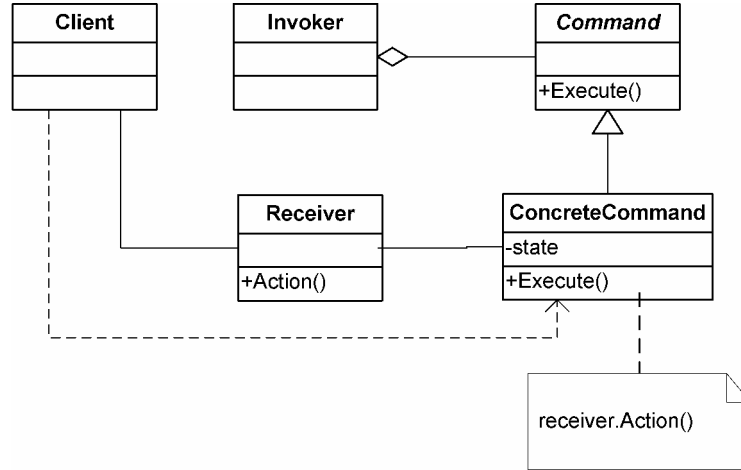 Client
Invoker
Command
+Execute()
Receiver
+Action()
ConcreteCommand
-state
+Execute()
receiver.Action()